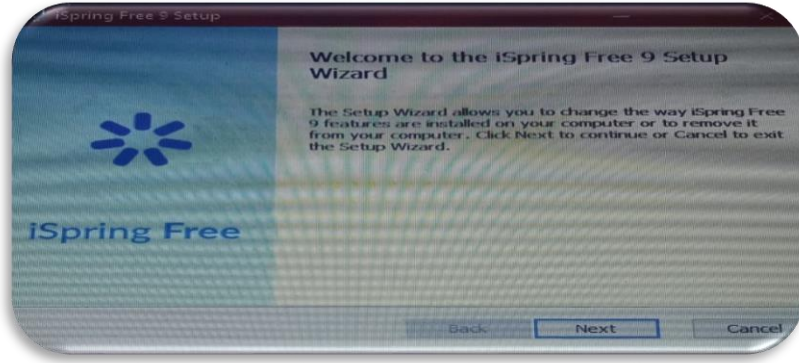 iSpring Free 9 Setup
Welcome to the iSpring Free 9 Setup
Wizard
The Setup Wizard allows you to change the way iSpring Free
9 features are installed on your computer or to remove it
from your computer. Click Next to continue or Cancel to exit
the Setup Wizard.
iSpring Free
Back
Next
Cancel